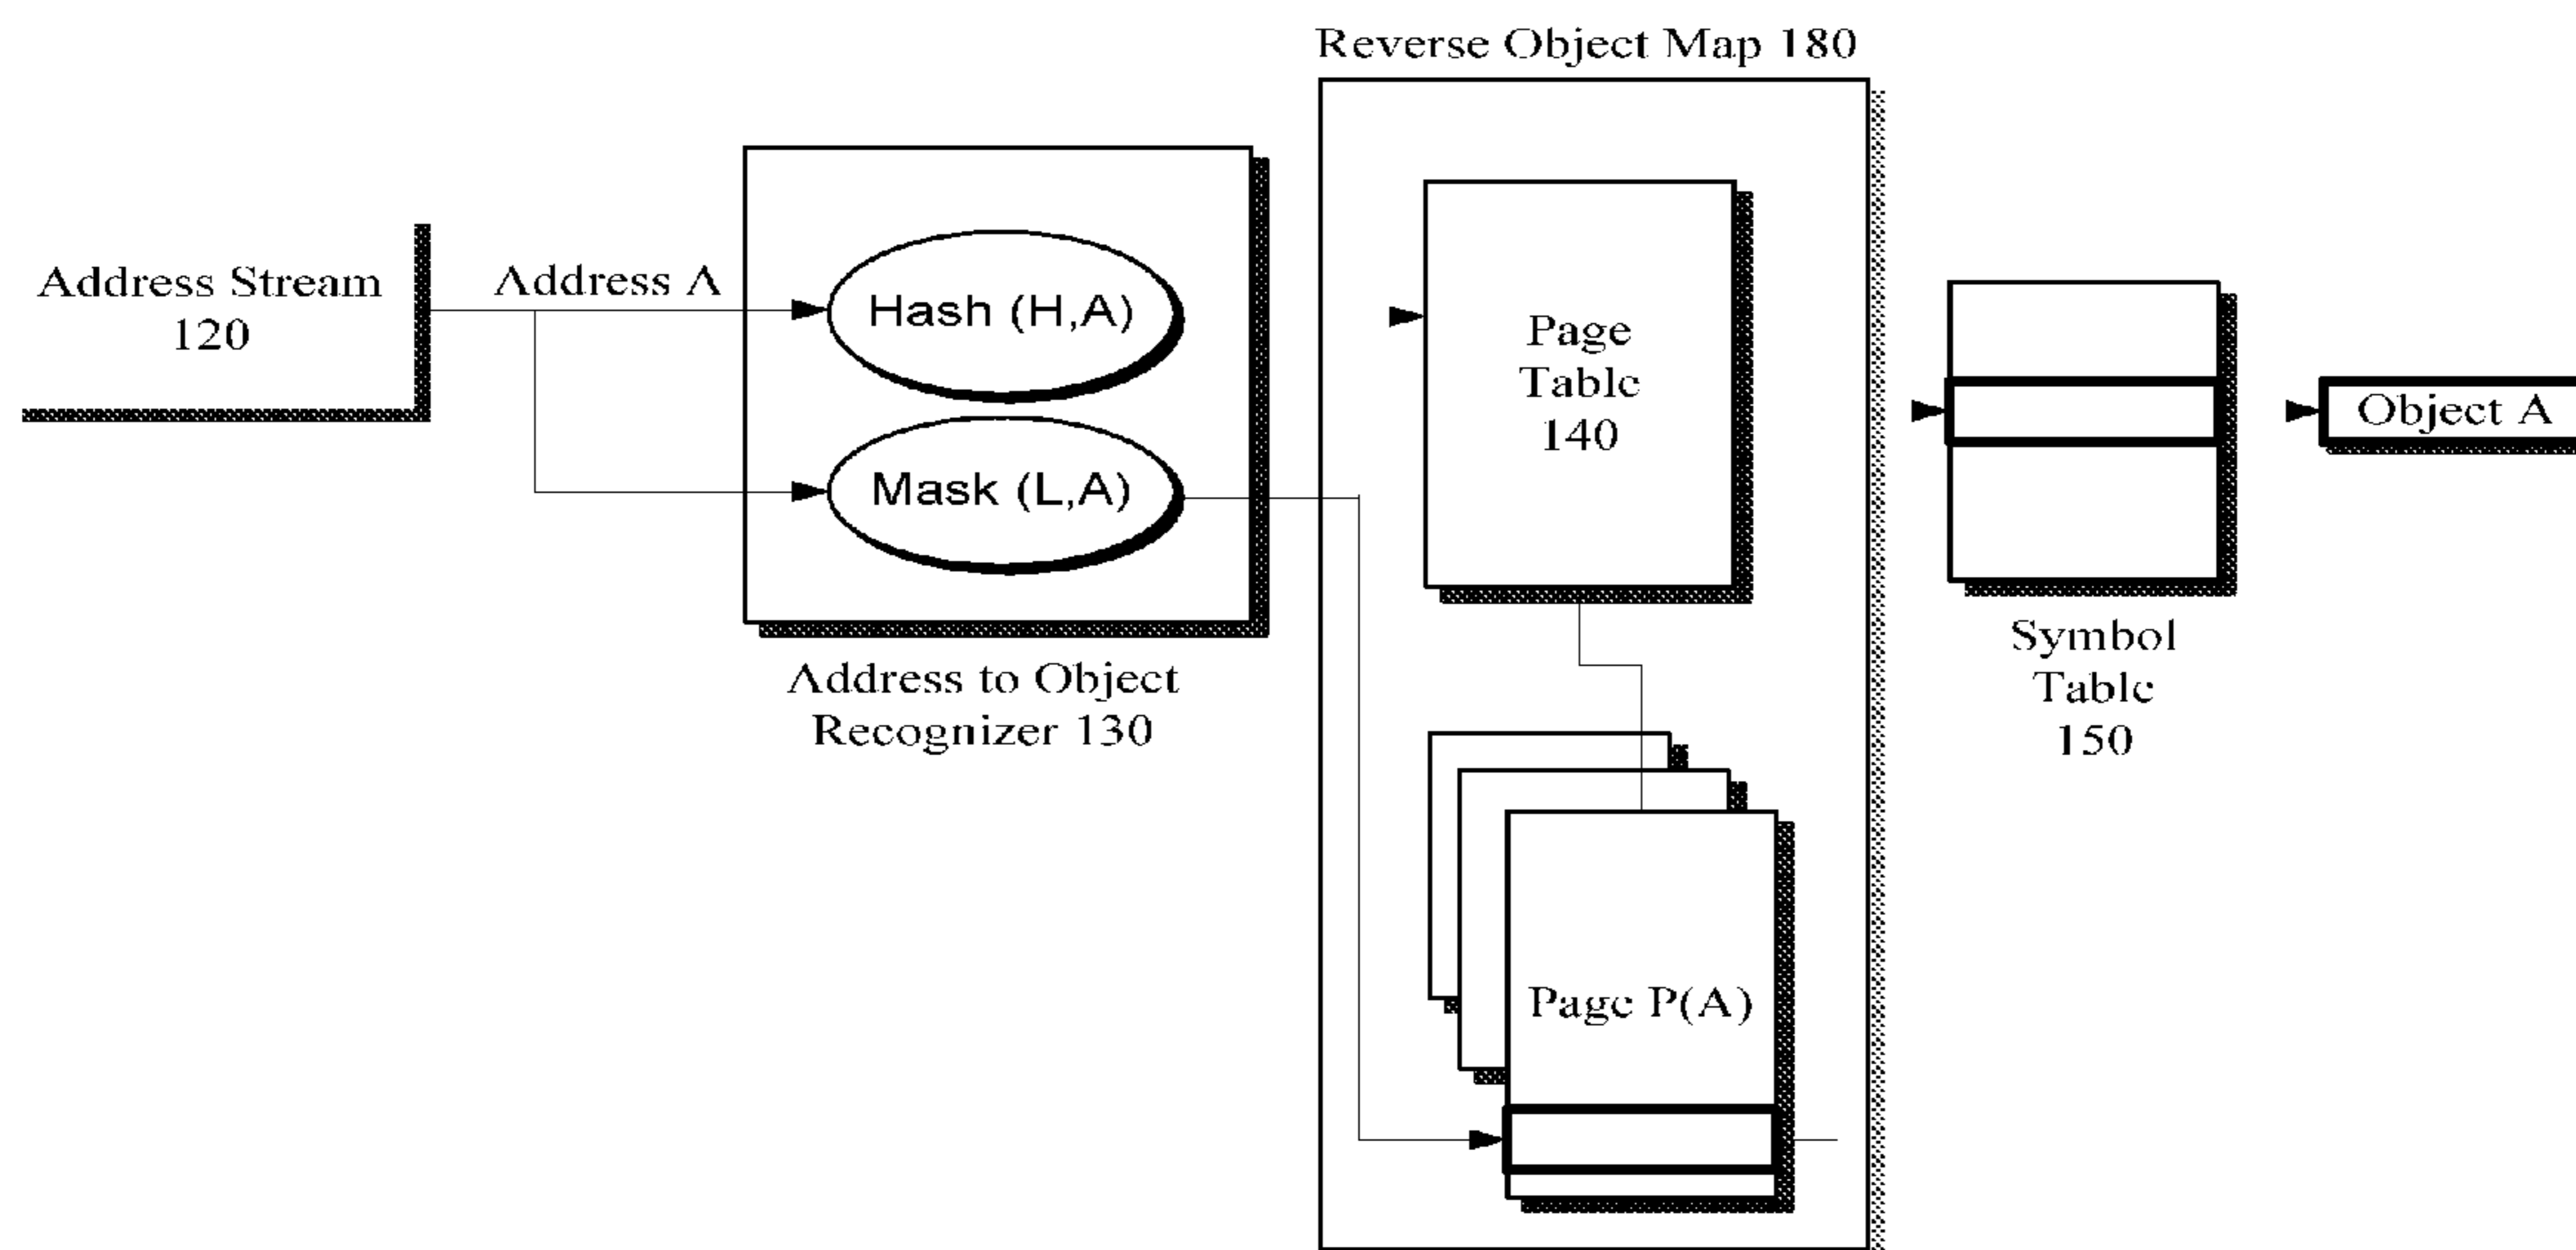 Reverse Object Map 180
Address Stream
120
Address A
Hash (H,A)
Mask (L,A)
Address to Object
Recognizer 130
Page
Table
140
Page P(A)
Symbol
Table
150
Object A